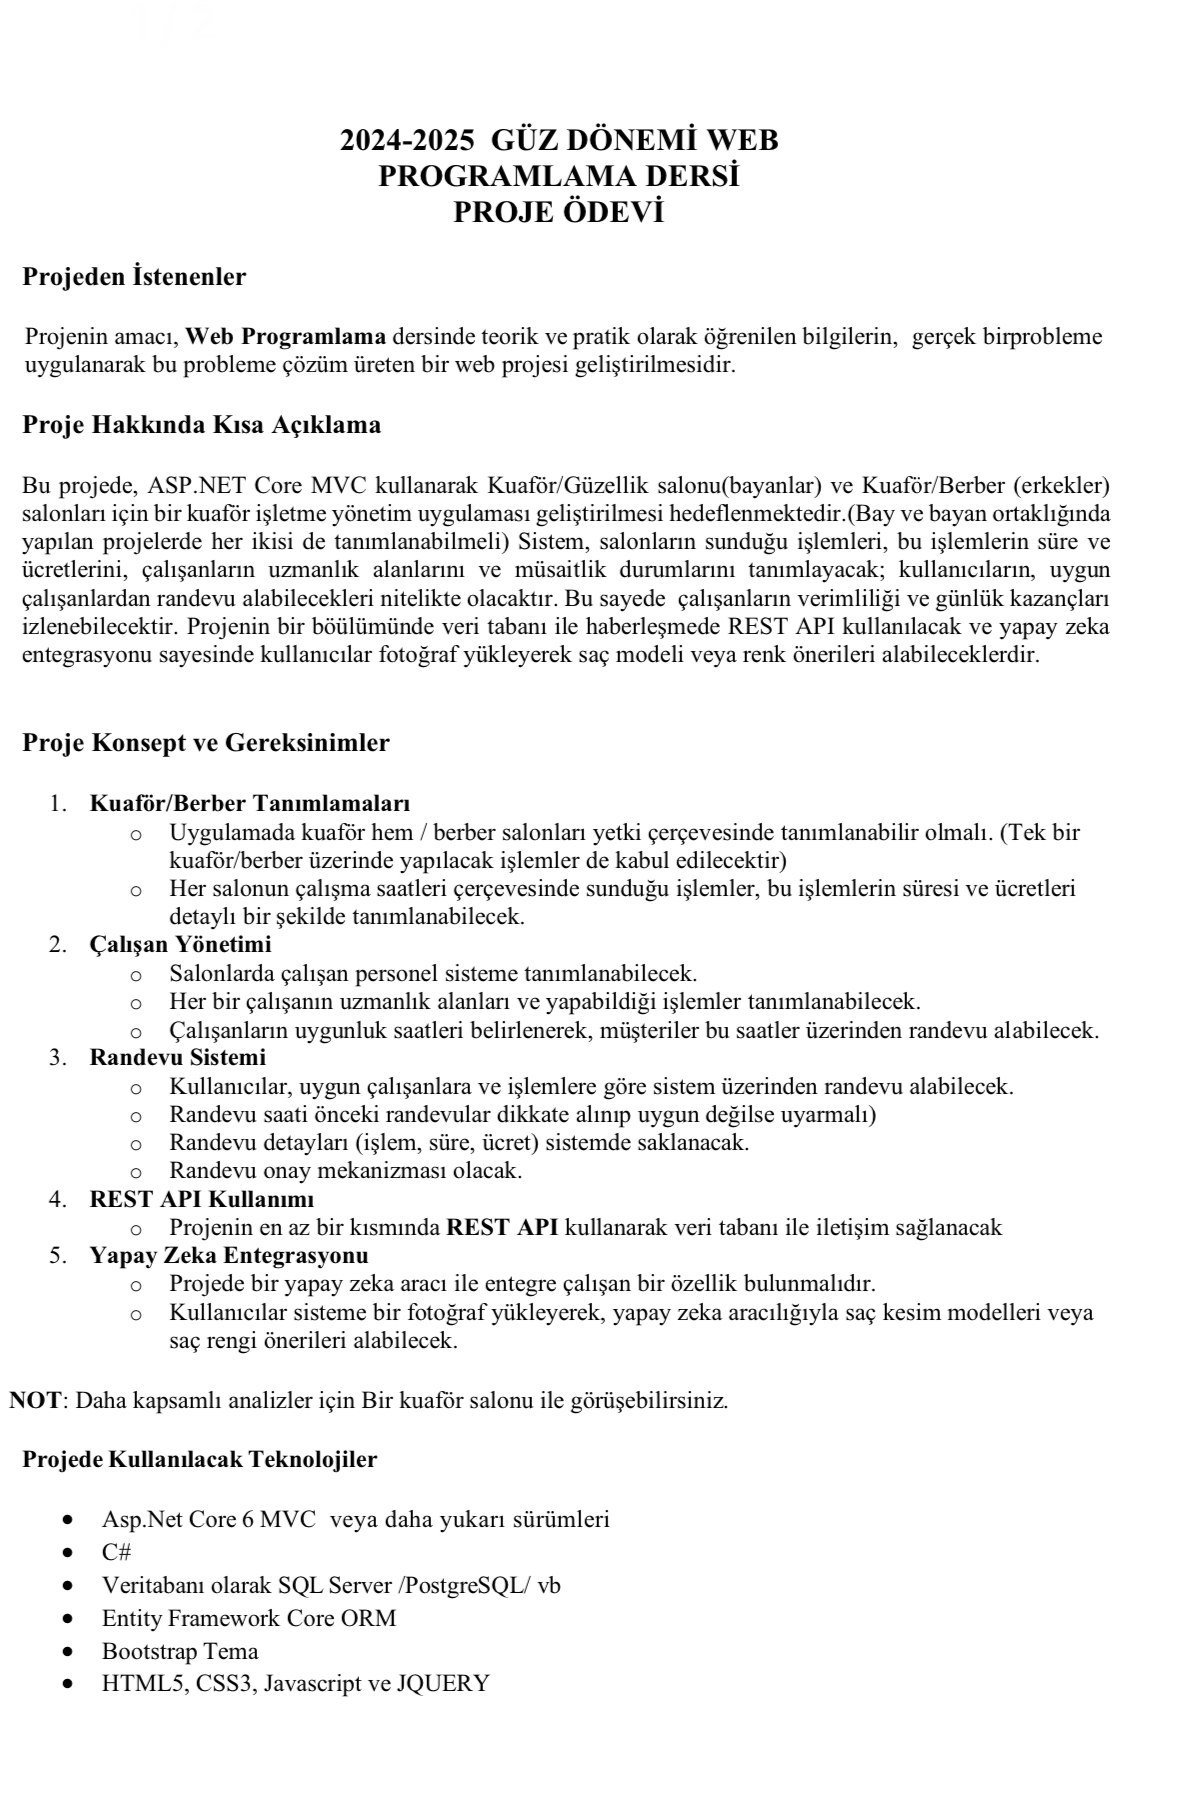 2024-2025 GÜZ DÖNEMİ WEB
PROGRAMLAMA DERSİ
PROJE ÖDEVİ
Projeden İstenenler
Projenin amacı, Web Programlama dersinde teorik ve pratik olarak öğrenilen bilgilerin, gerçek birprobleme
uygulanarak bu probleme çözüm üreten bir web projesi geliştirilmesidir.
Proje Hakkında Kısa Açıklama
Bu projede, ASP.NET Core MVC kullanarak Kuaför/Güzellik salonu(bayanlar) ve Kuaför/Berber (erkekler)
salonları için bir kuaför işletme yönetim uygulaması geliştirilmesi hedeflenmektedir.(Bay ve bayan ortaklığında
yapılan projelerde her ikisi de tanımlanabilmeli) Sistem, salonların sunduğu işlemleri, bu işlemlerin süre ve
ücretlerini, çalışanların uzmanlık alanlarını ve müsaitlik durumlarını tanımlayacak; kullanıcıların, uygun
çalışanlardan randevu alabilecekleri nitelikte olacaktır. Bu sayede çalışanların verimliliği ve günlük kazançları
izlenebilecektir. Projenin bir böülümünde veri tabanı ile haberleşmede REST API kullanılacak ve yapay zeka
entegrasyonu sayesinde kullanıcılar fotoğraf yükleyerek saç modeli veya renk önerileri alabileceklerdir.
Proje Konsept ve Gereksinimler
1. Kuaför/Berber Tanımlamaları
o Uygulamada kuaför hem / berber salonları yetki çerçevesinde tanımlanabilir olmalı. (Tek bir
kuaför/berber üzerinde yapılacak işlemler de kabul edilecektir)
o Her salonun çalışma saatleri çerçevesinde sunduğu işlemler, bu işlemlerin süresi ve ücretleri
detaylı bir şekilde tanımlanabilecek.
2. Çalışan Yönetimi
o Salonlarda çalışan personel sisteme tanımlanabilecek.
o Her bir çalışanın uzmanlık alanları ve yapabildiği işlemler tanımlanabilecek.
o Çalışanların uygunluk saatleri belirlenerek, müşteriler bu saatler üzerinden randevu alabilecek.
3. Randevu Sistemi
o Kullanıcılar, uygun çalışanlara ve işlemlere göre sistem üzerinden randevu alabilecek.
o Randevu saati önceki randevular dikkate alınıp uygun değilse uyarmalı)
o Randevu detayları (işlem, süre, ücret) sistemde saklanacak.
o Randevu onay mekanizması olacak.
4. REST API Kullanımı
o Projenin en az bir kısmında REST API kullanarak veri tabanı ile iletişim sağlanacak
5. Yapay Zeka Entegrasyonu
o Projede bir yapay zeka aracı ile entegre çalışan bir özellik bulunmalıdır.
o Kullanıcılar sisteme bir fotoğraf yükleyerek, yapay zeka aracılığıyla saç kesim modelleri veya
saç rengi önerileri alabilecek.
NOT: Daha kapsamlı analizler için Bir kuaför salonu ile görüşebilirsiniz.
Projede Kullanılacak Teknolojiler
• Asp.Net Core 6 MVC veya daha yukarı sürümleri
• C#
• Veritabanı olarak SQL Server /PostgreSQL/ vb
• Entity Framework Core ORM
• Bootstrap Tema
• HTML5, CSS3, Javascript ve JQUERY